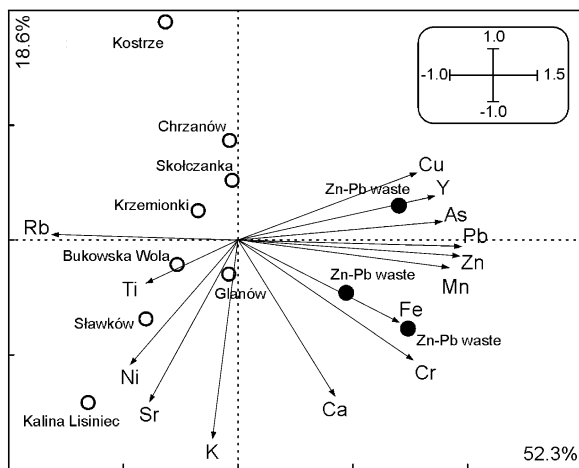 18.6%
Kostrze
1.0
-1.0
1.5
-1.0
Chrzanów
Skołczanka
Cu
Zn-Pb waste
Y
Krzemionki
As
Rb
Pb
Bukowska Wola
Zn
Zn-Pb waste
Mn
Ti
Glanów
Fe
Sławków
Zn-Pb waste
Cr
Ni
Ca
Sr
Kalina Lisiniec
K
52.3%